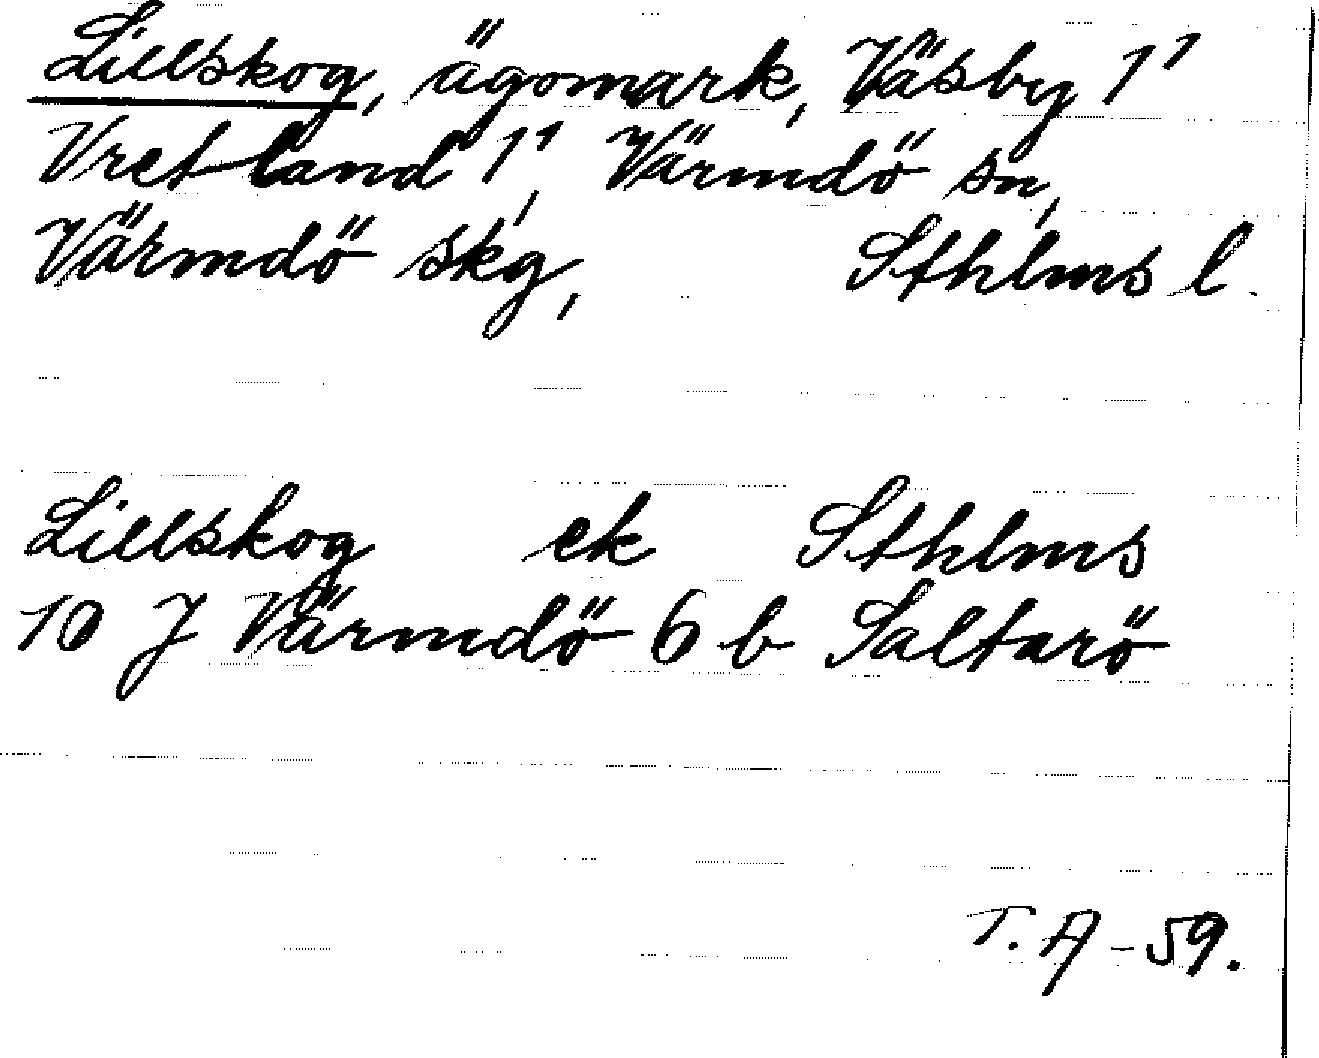 Lillskog, ägomark, Väsby 1¹
Vretland 1¹, Värmdö sn,
Värmdö skg, Sthlms l.
Lillskog ek Sthlms
10 J Värmdö 6 b Saltarö
T. A - 59.